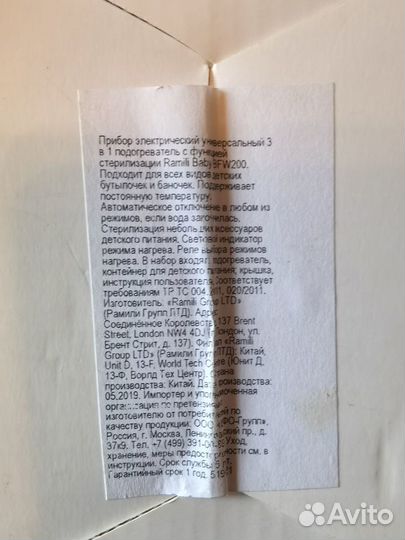 Прибор электрический универсальный 3
в 1 подогреватель с функцией
стерилизации Ramilli Baby BFW200.
Подходит для всех видов детских
бутылочек и баночек. Поддерживает
постоянную температуру.
Автоматическое отключение в любом из
режимов, если вода
Стерилизация небольших аксессуаров
детского питания. Световой индикатор
режима нагрева. Реле выбора режимов
нагрева. В набор входят: подогреватель,
контейнер для детского питания, крышка,
инструкция пользователя. Соответствует
требованиям ТР ТС 004/2011, 020/2011.
Изготовитель: «Ramili Group LTD»
(Рамили Групп ЛТД). Адрес:
Соединённое Королевство, 137 Brent
Street, London NW4 4DJ Лондон, ул.
Брент Стрит, д. 137). Филиал «Ramili
Group LTD» (Рамили Групп ЛТД): Китай,
Unit D, 13-F, World Tech Centre (Юнит Д,
13-Ф, Ворлд Тех Центр). Страна
производства: Китай. Дата производства:
05.2019. Импортер и уполномоченная
организация по претензиям
изготовителю от потребителей по
качеству продукции: ООО
Россия, г. Москва, Ленинградский пр., д.
37к9, Тел. +7 (499) 391- Уход,
хранение, меры предосторожности см. в
инструкции. Срок службы
Гарантийный срок 1 год.
Avito